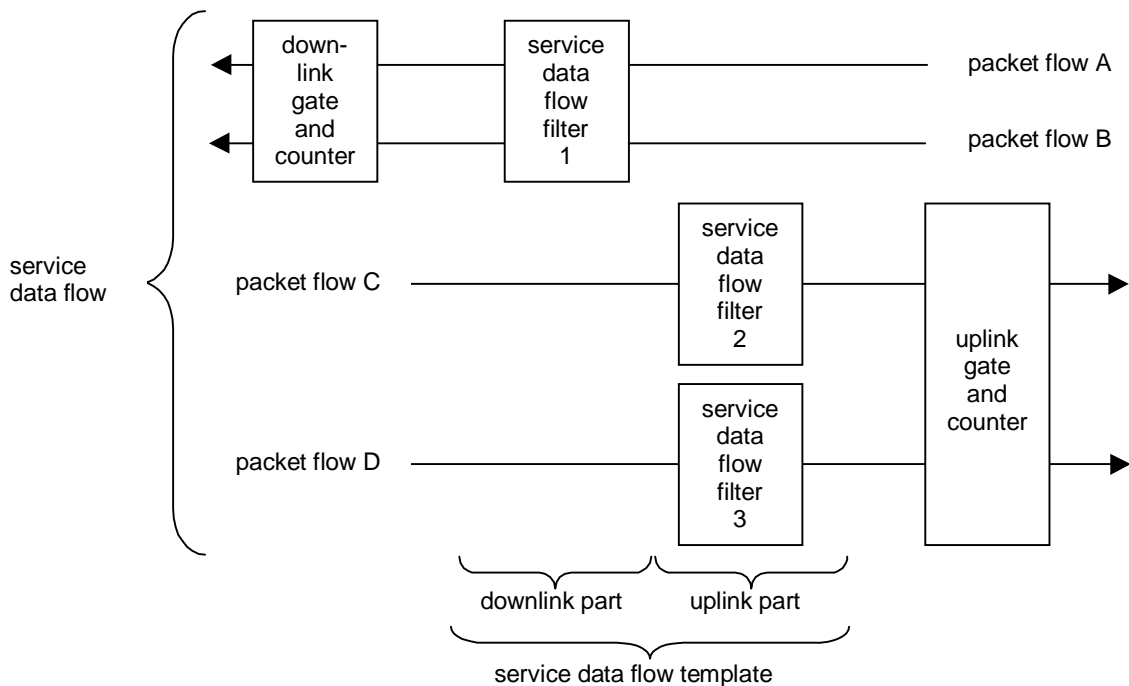 down-
link
gate
and
counter
service
data
flow
filter
1
packet flow A
packet flow B
service
data flow
packet flow C
service
data
flow
filter
2
uplink
gate
and
counter
packet flow D
service
data
flow
filter
3
downlink part
uplink part
service data flow template